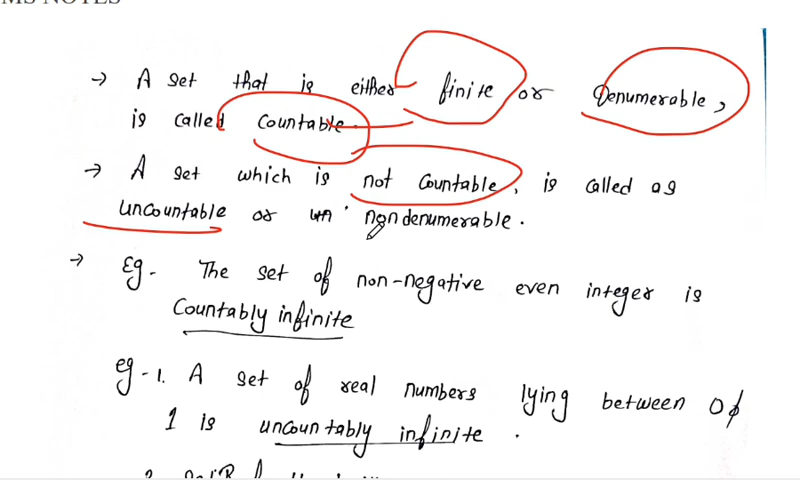 → A set that is either finite or Denumerable,
is called Countable.
→ A set which is not Countable, is called as
uncountable or nondenumerable.
→ Eg- The set of non-negative even integer is
Countably infinite
eg-1. A set of real numbers lying between 0 &
1 is uncountably infinite.